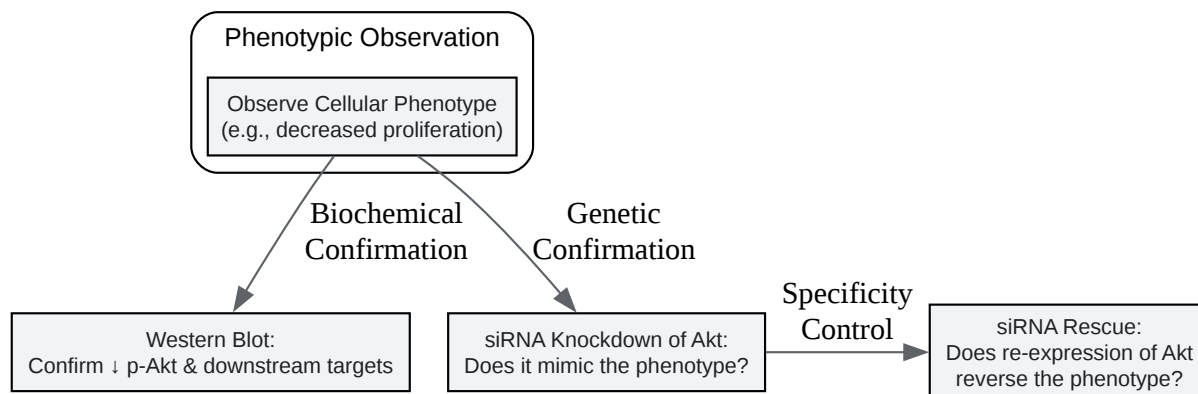 Phenotypic Observation
Observe Cellular Phenotype
(e.g., decreased proliferation)
Biochemical
Confirmation
Genetic
Confirmation
Specificity
Control
Western Blot:
Confirm ↓ p-Akt & downstream targets
siRNA Knockdown of Akt:
Does it mimic the phenotype?
siRNA Rescue:
Does re-expression of Akt
reverse the phenotype?